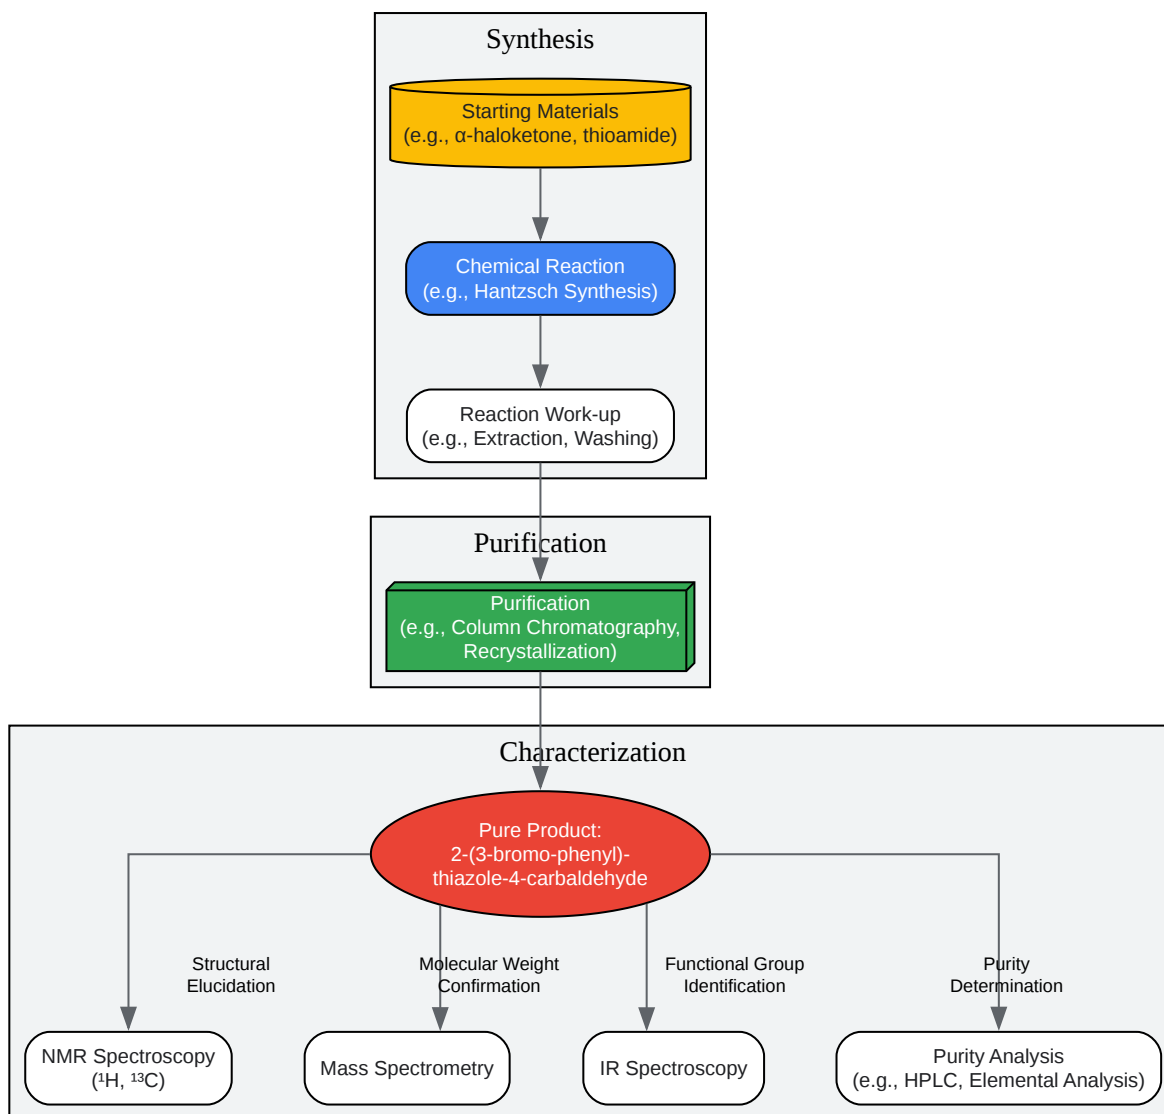 Synthesis
Starting Materials
(e.g., α-haloketone, thioamide)
Chemical Reaction
(e.g., Hantzsch Synthesis)
Reaction Work-up
(e.g., Extraction, Washing)
Purification
Purification
(e.g., Column Chromatography,
Recrystallization)
Characterization
Pure Product:
2-(3-bromo-phenyl)-
thiazole-4-carbaldehyde
Structural
Elucidation
Molecular Weight
Confirmation
Functional Group
Identification
Purity
Determination
NMR Spectroscopy
(¹H, ¹³C)
Mass Spectrometry
IR Spectroscopy
Purity Analysis
(e.g., HPLC, Elemental Analysis)